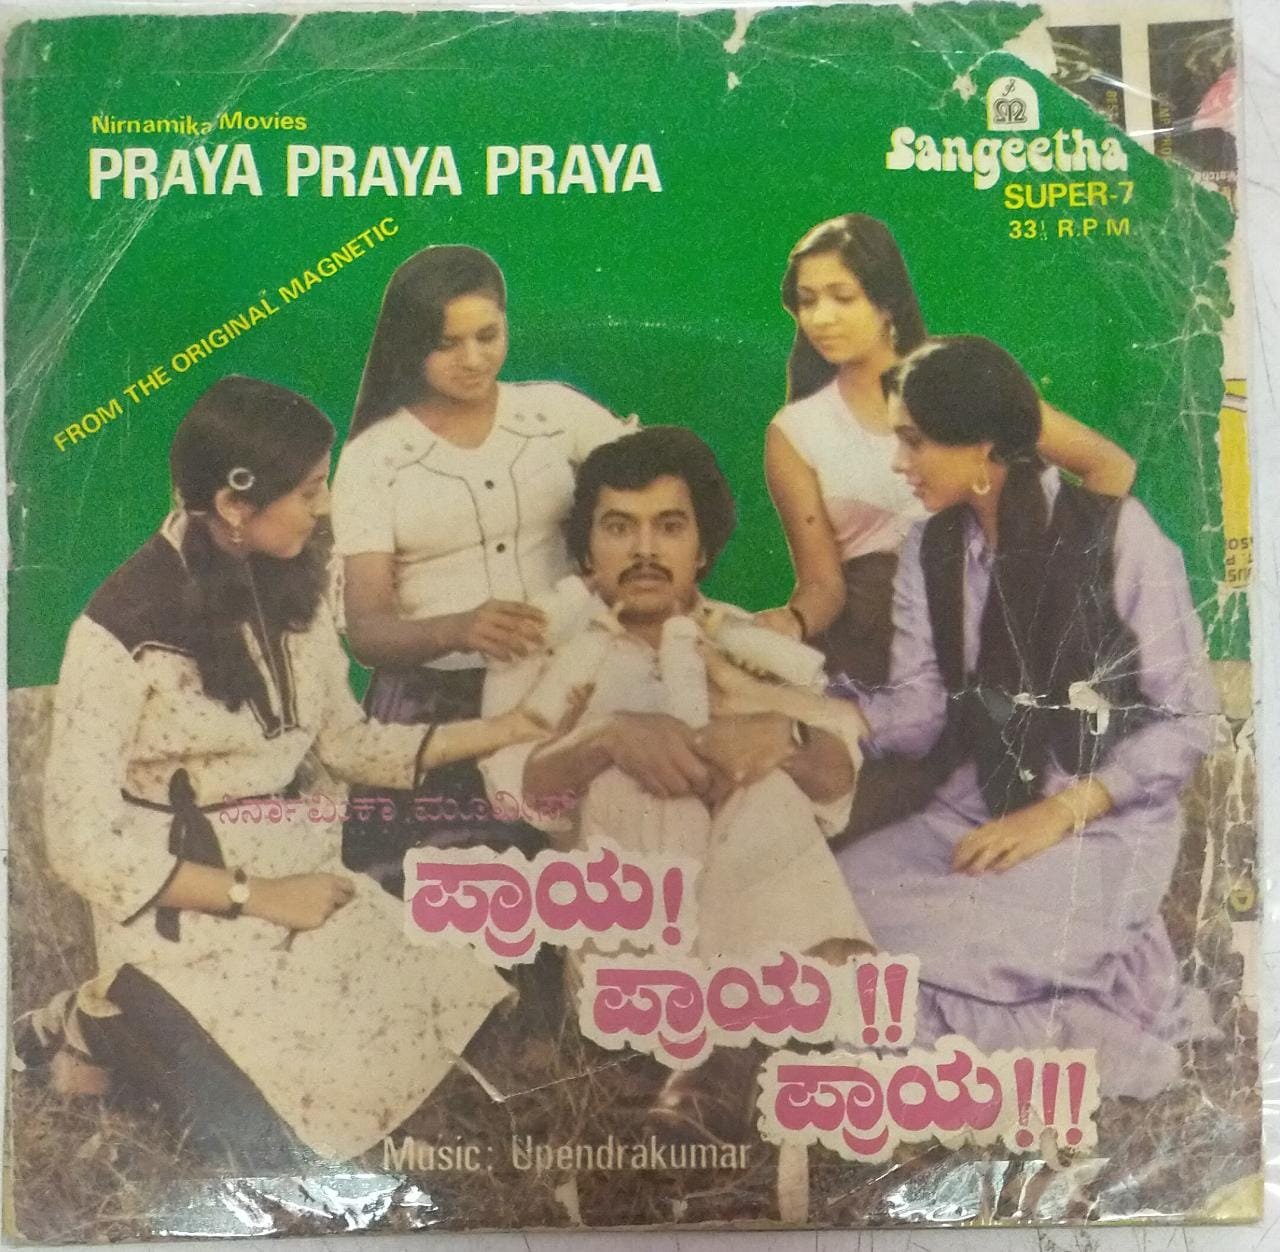 Nirnamika Movies
PRAYA PRAYA PRAYA
Sangeetha
SUPER-7
33⅓ R.P.M.
FROM THE ORIGINAL MAGNETIC
ನಿರ್ನಾಮಿಕಾ ಮೂವೀಸ್
ಪ್ರಾಯ!
ಪ್ರಾಯ!!
ಪ್ರಾಯ!!!
Music: Upendrakumar